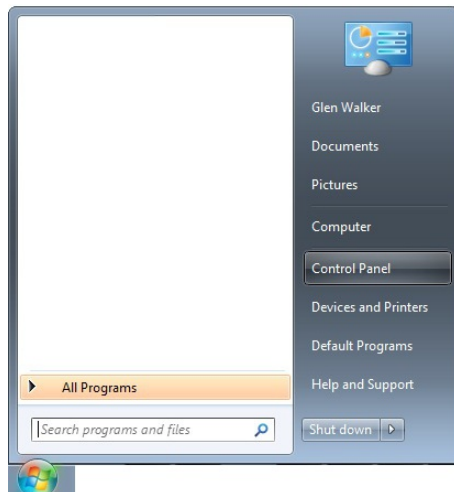 Glen Walker
Documents
Pictures
Computer
Control Panel
Devices and Printers
Default Programs
Help and Support
All Programs
Search programs and files
Shut down